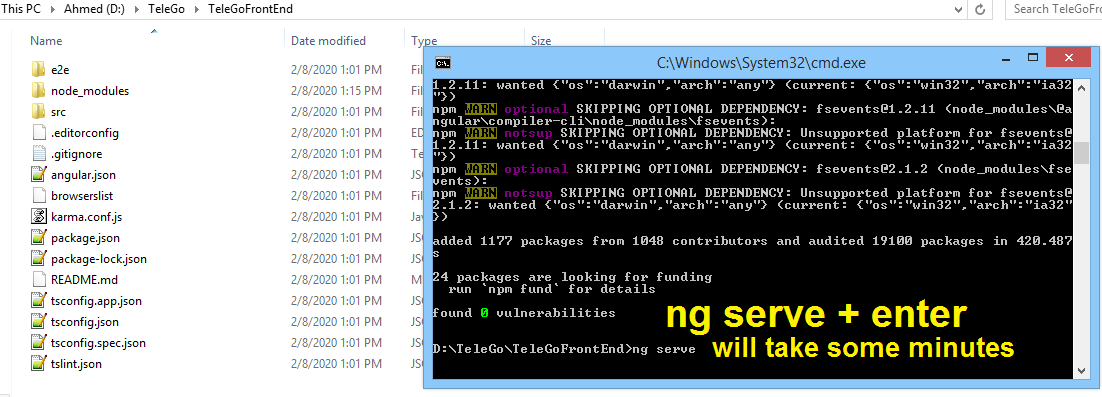 This PC > Ahmed (D:) > TeleGo > TeleGoFrontEnd
Search TeleGoFror
Name Date modified Type Size
e2e 2/8/2020 1:01 PM Fil
node_modules 2/8/2020 1:15 PM Fil
src 2/8/2020 1:01 PM Fil
.editorconfig 2/8/2020 1:01 PM ED
.gitignore 2/8/2020 1:01 PM Te
angular.json 2/8/2020 1:01 PM JS
browserslist 2/8/2020 1:01 PM Fil
karma.conf.js 2/8/2020 1:01 PM Jav
package.json 2/8/2020 1:01 PM JS
package-lock.json 2/8/2020 1:01 PM JS
README.md 2/8/2020 1:01 PM M
tsconfig.app.json 2/8/2020 1:01 PM JS
tsconfig.json 2/8/2020 1:01 PM JS
tsconfig.spec.json 2/8/2020 1:01 PM JS
tslint.json 2/8/2020 1:01 PM JS
C:\Windows\System32\cmd.exe
1.2.11: wanted {"os":"darwin","arch":"any"} (current: {"os":"win32","arch":"ia32
"})
npm WARN optional SKIPPING OPTIONAL DEPENDENCY: fsevents@1.2.11 (node_modules\@a
ngular\compiler-cli\node_modules\fsevents):
npm WARN notsup SKIPPING OPTIONAL DEPENDENCY: Unsupported platform for fsevents@
1.2.11: wanted {"os":"darwin","arch":"any"} (current: {"os":"win32","arch":"ia32
"})
npm WARN optional SKIPPING OPTIONAL DEPENDENCY: fsevents@2.1.2 (node_modules\fse
vents):
npm WARN notsup SKIPPING OPTIONAL DEPENDENCY: Unsupported platform for fsevents@
2.1.2: wanted {"os":"darwin","arch":"any"} (current: {"os":"win32","arch":"ia32"
})
added 1177 packages from 1048 contributors and audited 19100 packages in 420.487
s
24 packages are looking for funding
run `npm fund` for details
found 0 vulnerabilities
ng serve + enter
D:\TeleGo\TeleGoFrontEnd>ng serve
will take some minutes